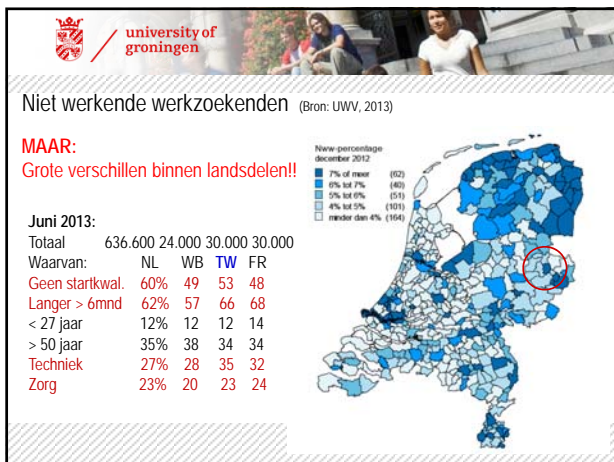 university of
groningen
Niet werkende werkzoekenden (Bron: UWV, 2013)
MAAR:
Grote verschillen binnen landsdelen!!
Juni 2013:
Totaal 636.600 24.000 30.000 30.000
Waarvan: NL WB TW FR
Geen startkwal. 60% 49 53 48
Langer > 6mnd 62% 57 66 68
< 27 jaar 12% 12 12 14
> 50 jaar 35% 38 34 34
Techniek 27% 28 35 32
Zorg 23% 20 23 24
Nww-percentage
december 2012
7% of meer (62)
6% tot 7% (40)
5% tot 6% (51)
4% tot 5% (101)
minder dan 4% (164)